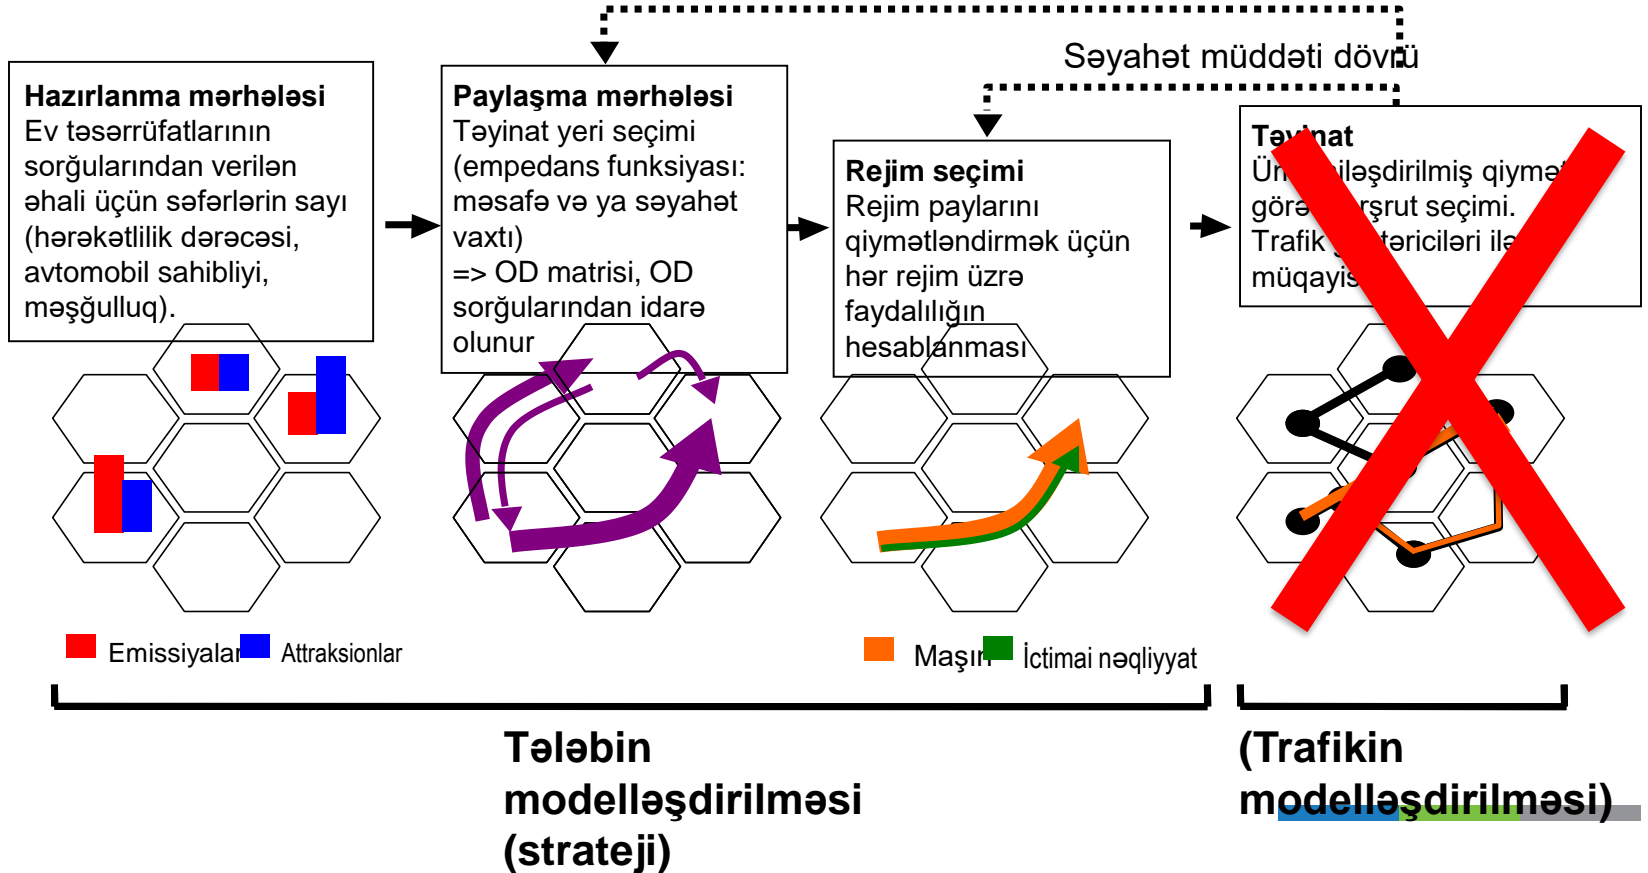 Səyahət müddəti dövrü
Hazırlanma mərhələsi
Ev təsərrüfatlarının
sorğularından verilən
əhali üçün səfərlərin sayı
(hərəkətlilik dərəcəsi,
avtomobil sahibliyi,
məşğulluq).
Paylaşma mərhələsi
Təyinat yeri seçimi
(empedans funksiyası:
məsafə və ya səyahət
vaxtı)
=> OD matrisi, OD
sorğularından idarə
olunur
Rejim seçimi
Rejim paylarını
qiymətləndirmək üçün
hər rejim üzrə
faydalılığın
hesablanması
Təyinat
qiymətə
seçimi.
Trafik ilə
Emissiyalar
Attraksionlar
Maşın
İctimai nəqliyyat
Tələbin
modelləşdirilməsi
(strateji)
(Trafikin
modelləşdirilməsi)